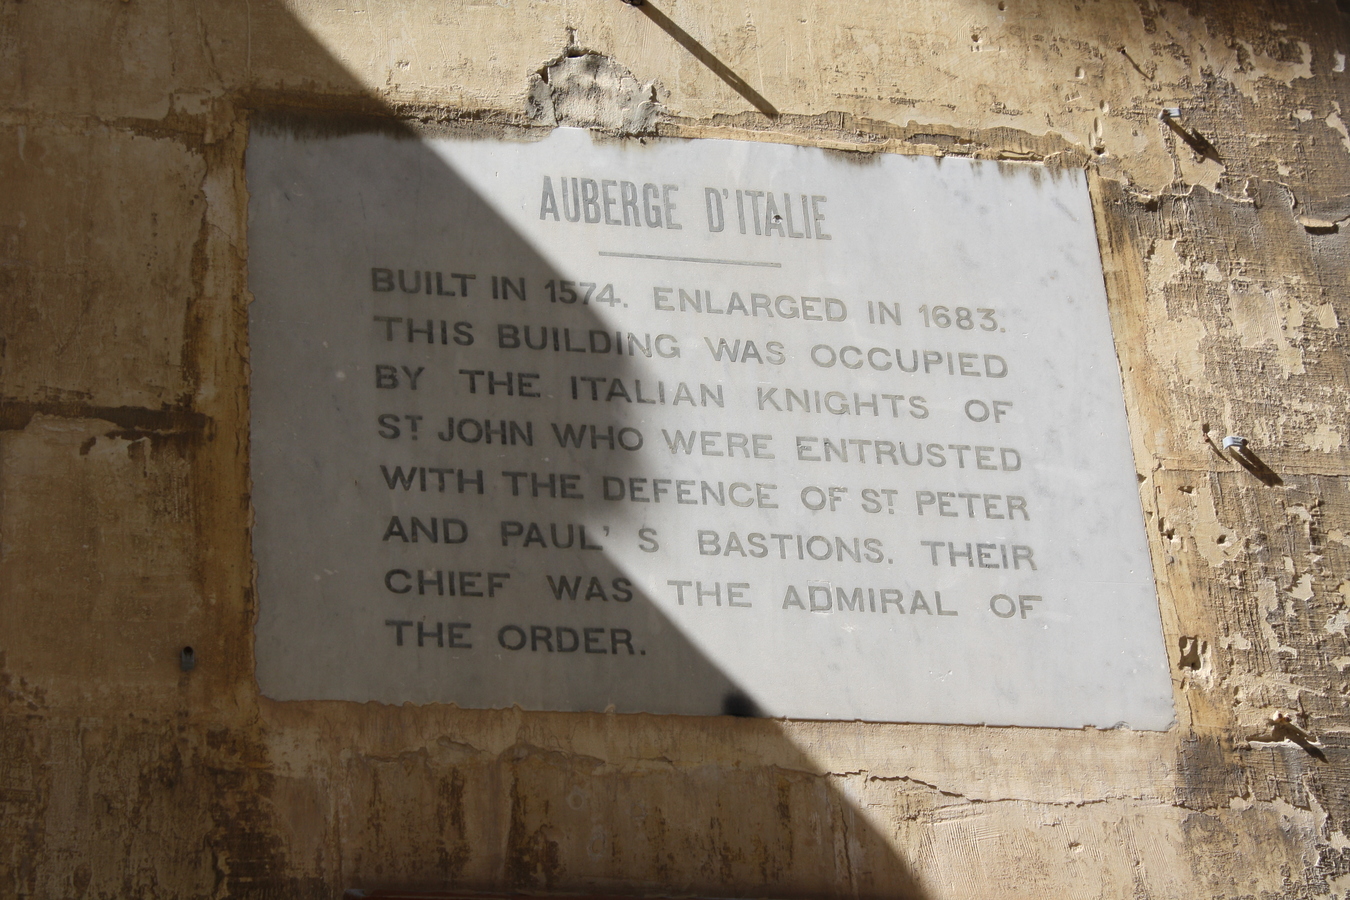 AUBERGE D'ITALIE
BUILT IN 1574. ENLARGED IN 1683.
THIS BUILDING WAS OCCUPIED
BY THE ITALIAN KNIGHTS OF
ST JOHN WHO WERE ENTRUSTED
WITH THE DEFENCE OF ST PETER
AND PAUL' S BASTIONS. THEIR
CHIEF WAS THE ADMIRAL OF
THE ORDER.